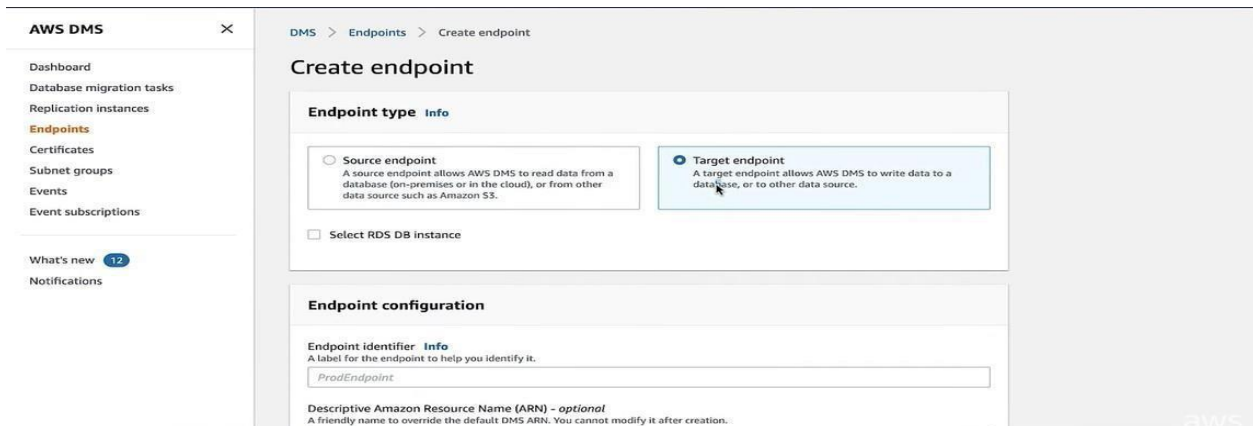 AWS DMS
Dashboard
Database migration tasks
Replication instances
Endpoints
Certificates
Subnet groups
Events
Event subscriptions
What's new 12
Notifications
DMS > Endpoints > Create endpoint
Create endpoint
Endpoint type Info
Source endpoint
A source endpoint allows AWS DMS to read data from a
database (on-premises or in the cloud), or from other
data source such as Amazon S3.
Target endpoint
A target endpoint allows AWS DMS to write data to a
database, or to other data source.
Select RDS DB instance
Endpoint configuration
Endpoint identifier Info
A label for the endpoint to help you identify it.
ProdEndpoint
Descriptive Amazon Resource Name (ARN) - optional
A friendly name to override the default DMS ARN. You cannot modify it after creation.
aws